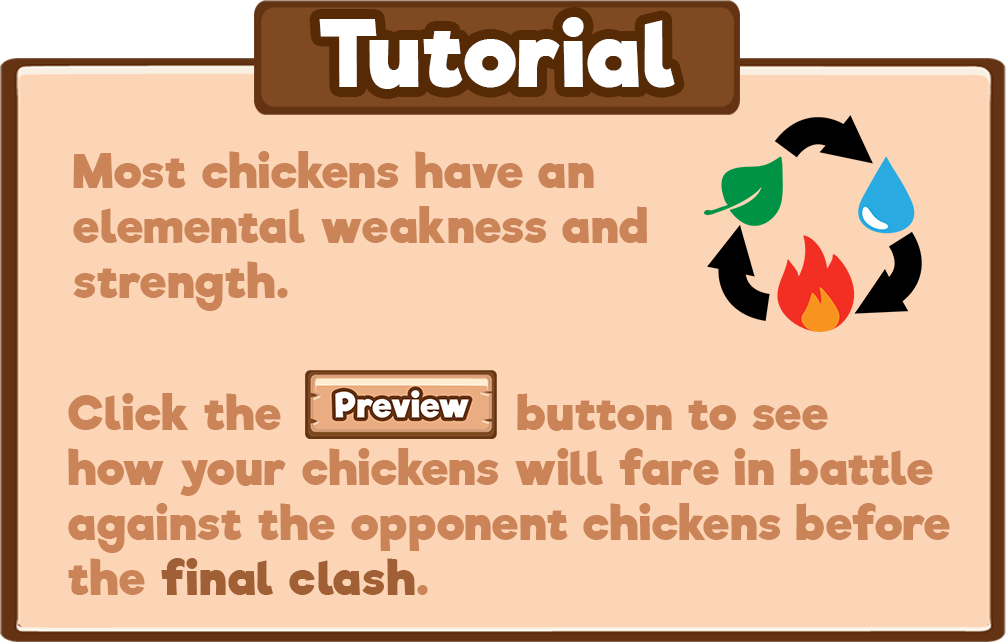 Tutorial
Most chickens have an
elemental weakness and
strength.
Click the Preview button to see
how your chickens will fare in battle
against the opponent chickens before
the final clash.